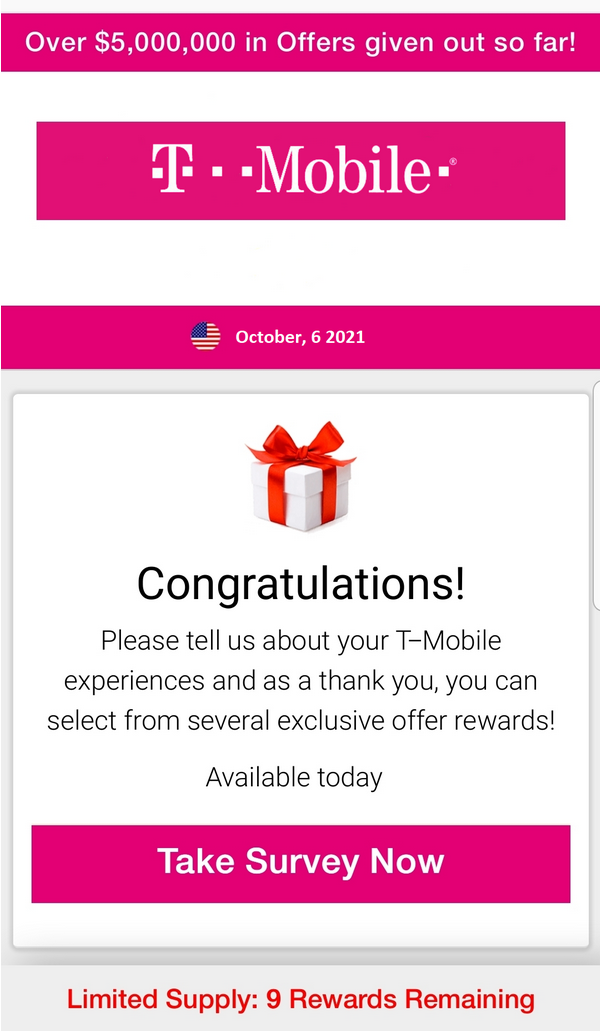 Over $5,000,000 in Offers given out so far!
T · ·Mobile·®
October, 6 2021
Congratulations!
Please tell us about your T–Mobile
experiences and as a thank you, you can
select from several exclusive offer rewards!
Available today
Take Survey Now
Limited Supply: 9 Rewards Remaining